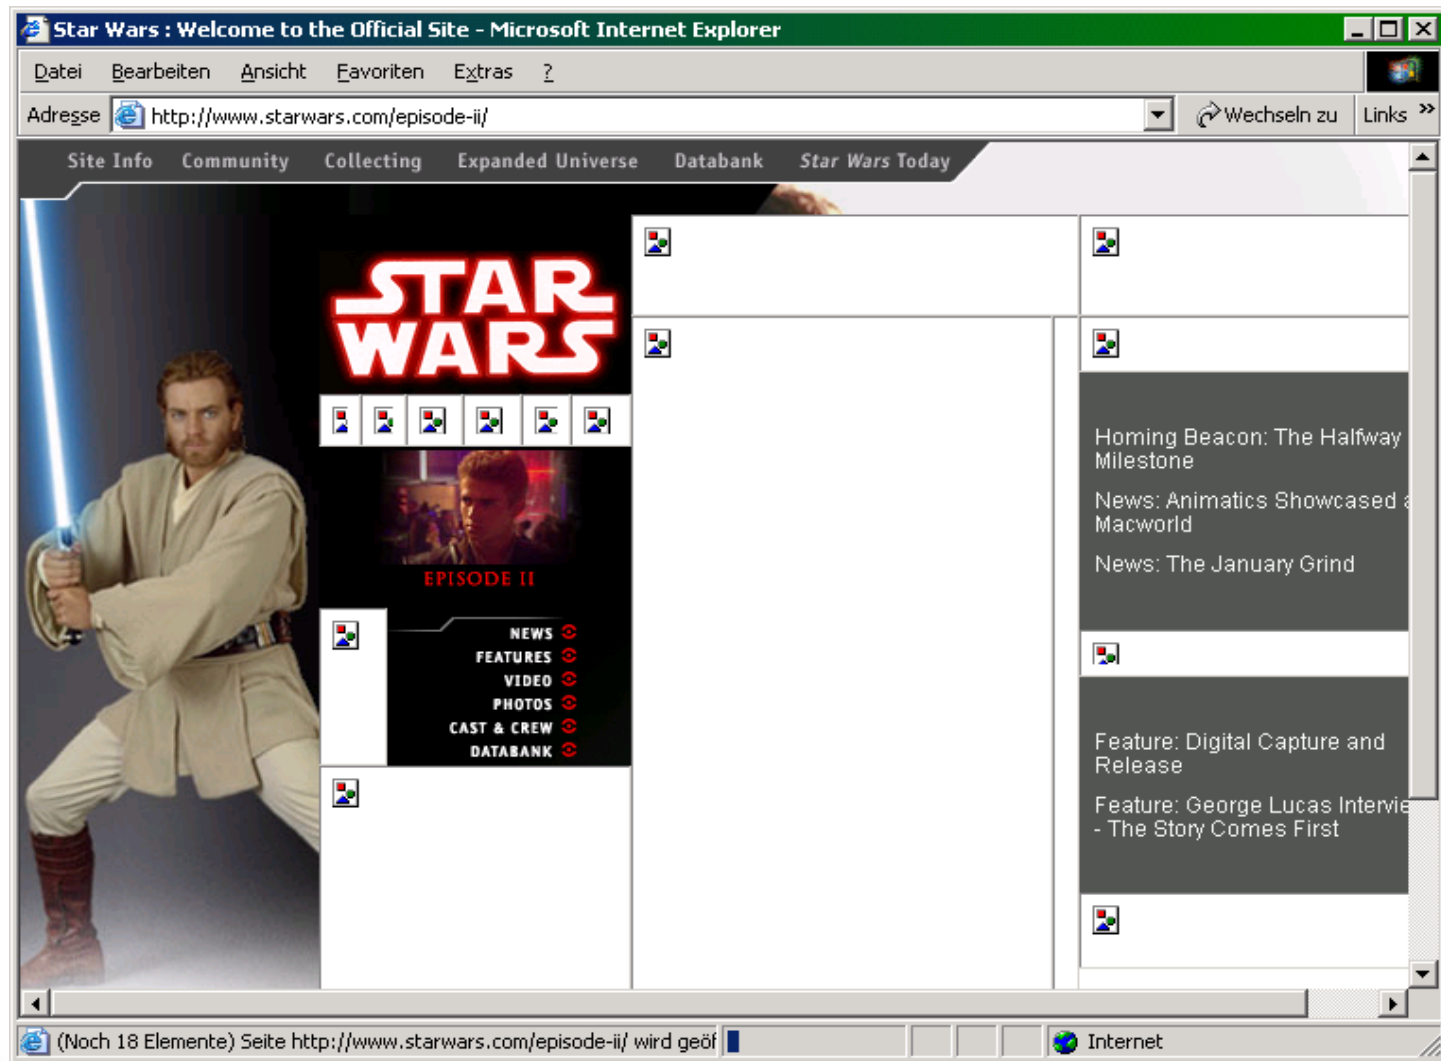 Star Wars : Welcome to the Official Site - Microsoft Internet Explorer
Datei Bearbeiten Ansicht Favoriten Extras ?
Adresse http://www.starwars.com/episode-ii/ Wechseln zu Links »
Site Info Community Collecting Expanded Universe Databank Star Wars Today
STAR
WARS
EPISODE II
NEWS
FEATURES
VIDEO
PHOTOS
CAST & CREW
DATABANK
Homing Beacon: The Halfway
Milestone
News: Animatics Showcased a
Macworld
News: The January Grind
Feature: Digital Capture and
Release
Feature: George Lucas Intervie
- The Story Comes First
(Noch 18 Elemente) Seite http://www.starwars.com/episode-ii/ wird geöf Internet